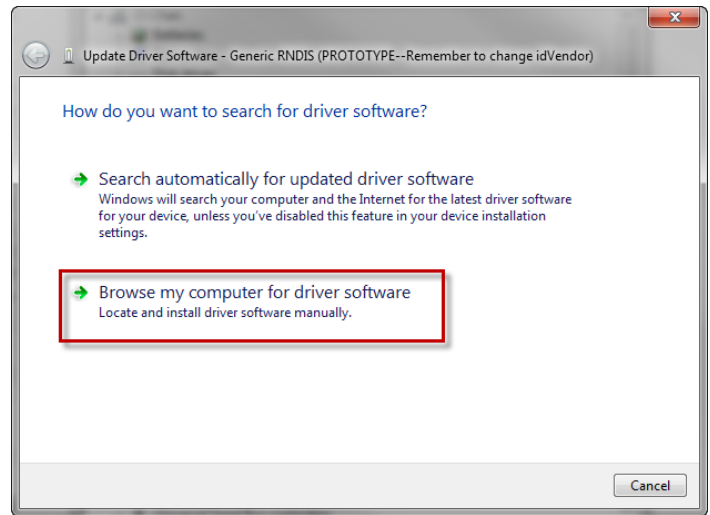 Update Driver Software - Generic RNDIS (PROTOTYPE--Remember to change idVendor)
How do you want to search for driver software?
Search automatically for updated driver software
Windows will search your computer and the Internet for the latest driver software
for your device, unless you've disabled this feature in your device installation
settings.
Browse my computer for driver software
Locate and install driver software manually.
Cancel